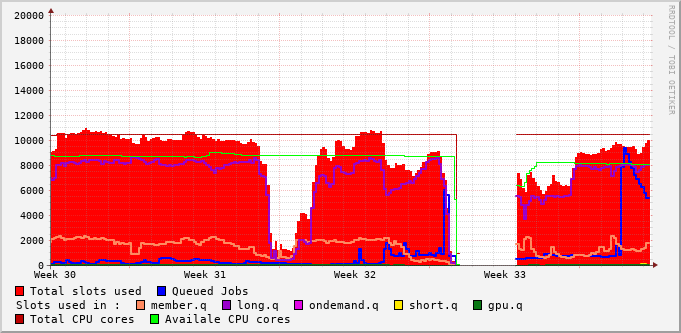 20000
18000
16000
14000
12000
10000
8000
6000
4000
2000
0
Week 30 Week 31 Week 32 Week 33
RRDTOOL / TOBI OETIKER
Total slots used Queued Jobs
Slots used in : member.q long.q ondemand.q short.q gpu.q
Total CPU cores Availale CPU cores